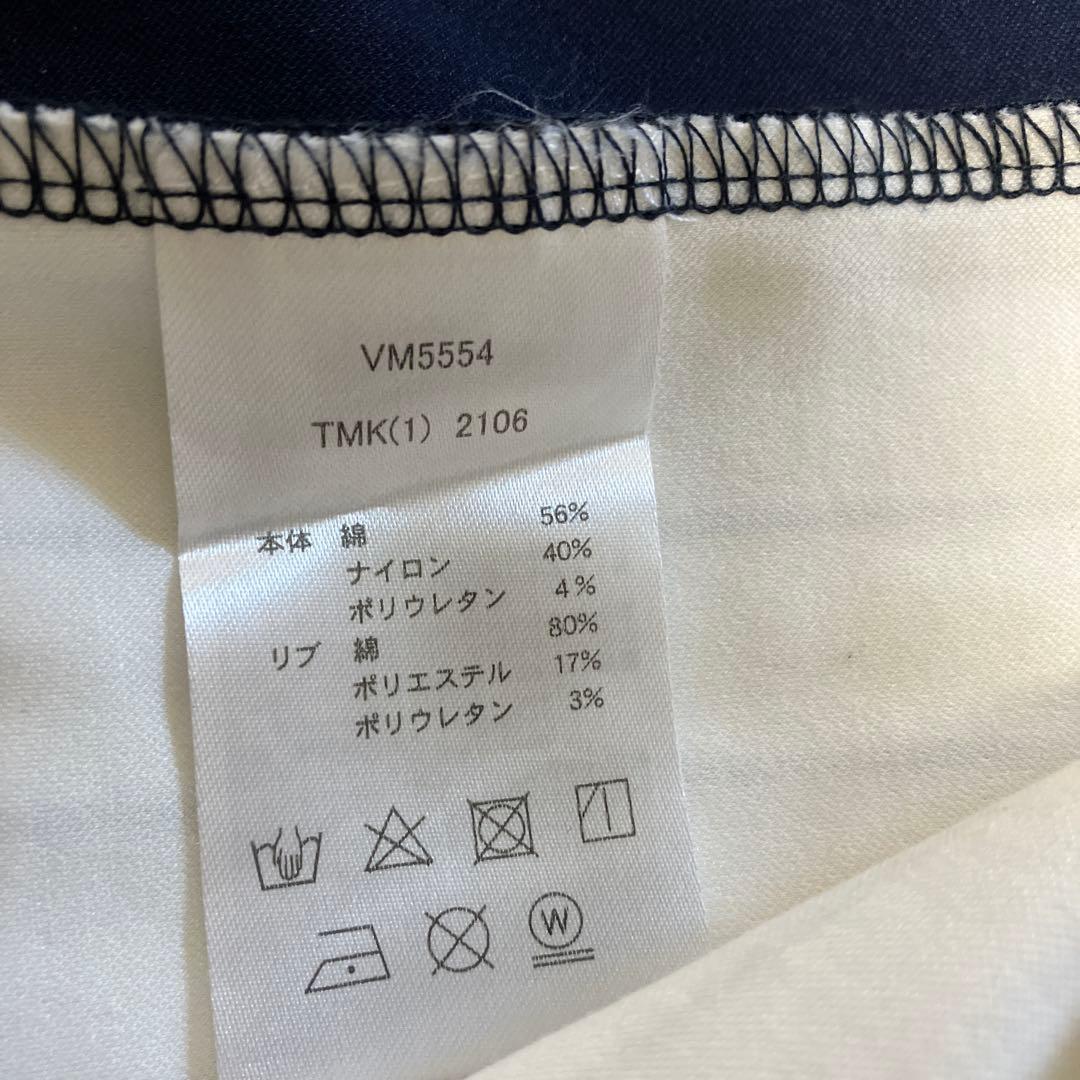 VM5554
TMK(1) 2106
本体 綿 56%
ナイロン 40%
ポリウレタン 4%
リブ 綿 80%
ポリエステル 17%
ポリウレタン 3%
W